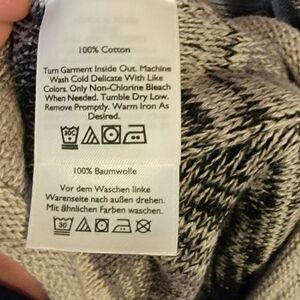 100% Cotton
Turn Garment Inside Out. Machine
Wash Cold Delicate With Like
Colors. Only Non-Chlorine Bleach
When Needed. Tumble Dry Low.
Remove Promptly. Warm Iron As
Desired.
30
100% Baumwolle
Vor dem Waschen linke
Warenseite nach außen drehen.
Mit ähnlichen Farben waschen.
30